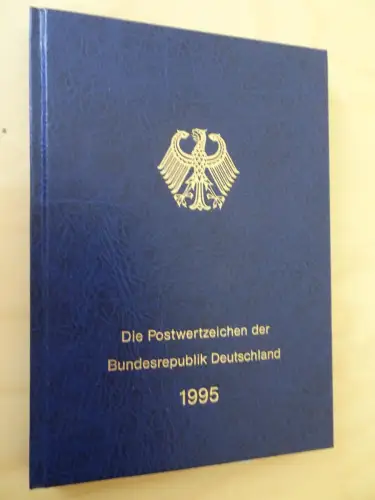 Die Postwertzeichen der
Bundesrepublik Deutschland
1995